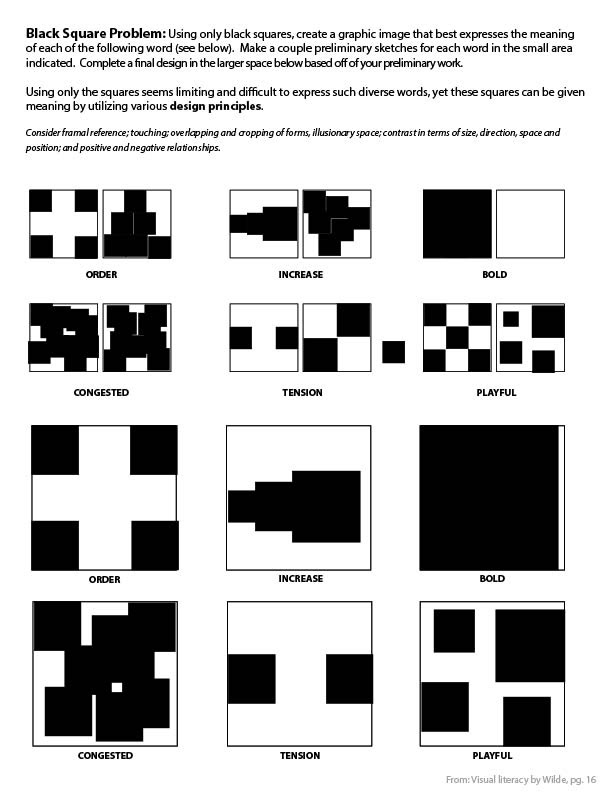 Black Square Problem: Using only black squares, create a graphic image that best expresses the meaning
of each of the following word (see below). Make a couple preliminary sketches for each word in the small area
indicated. Complete a final design in the larger space below based off of your preliminary work.
Using only the squares seems limiting and difficult to express such diverse words, yet these squares can be given
meaning by utilizing various design principles.
Consider framal reference; touching; overlapping and cropping of forms, illusionary space; contrast in terms of size, direction, space and
position; and positive and negative relationships.
ORDER
INCREASE
BOLD
CONGESTED
TENSION
PLAYFUL
ORDER
INCREASE
BOLD
CONGESTED
TENSION
PLAYFUL
From: Visual literacy by Wilde, pg. 16